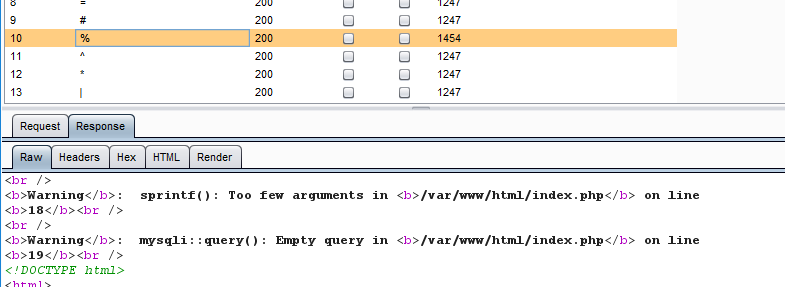 8 = 200 1247
9 # 200 1247
10 % 200 1454
11 ^ 200 1247
12 * 200 1247
13 | 200 1247
Request Response
Raw Headers Hex HTML Render
<br />
<b>Warning</b>:  sprintf(): Too few arguments in <b>/var/www/html/index.php</b> on line
<b>18</b><br />
<br />
<b>Warning</b>:  mysqli::query(): Empty query in <b>/var/www/html/index.php</b> on line
<b>19</b><br />
<!DOCTYPE html>
<html>